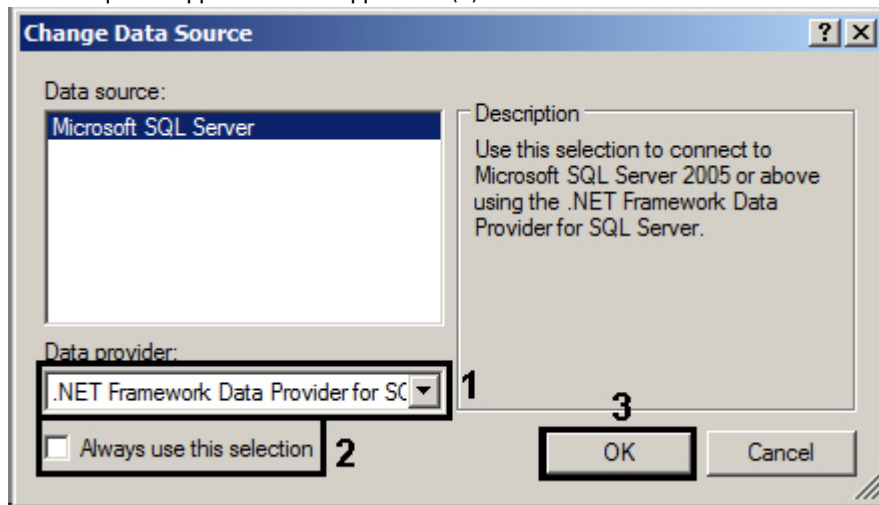 Change Data Source
Data source:
Microsoft SQL Server
Description
Use this selection to connect to
Microsoft SQL Server 2005 or above
using the .NET Framework Data
Provider for SQL Server.
Data provider:
.NET Framework Data Provider for SQ
1
Always use this selection
2
3
OK
Cancel